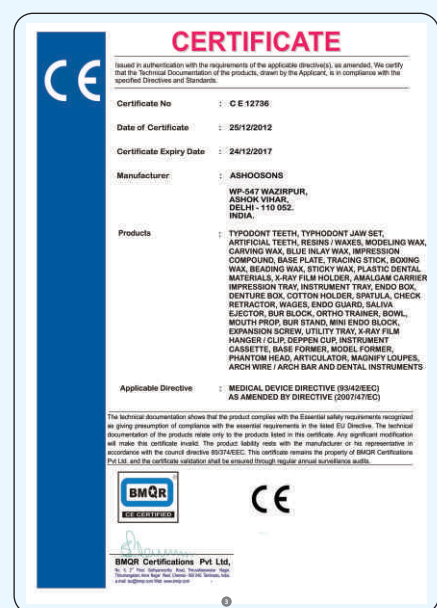 CERTIFICATE
CE
Issued in authentication with the requirements of the applicable directive(s), as amended, We certify
that the Technical Documentation of the products, drawn by the Applicant, is in compliance with the
specified Directives and Standards.
Certificate No : C E 12736
Date of Certificate : 25/12/2012
Certificate Expiry Date : 24/12/2017
Manufacturer : ASHOOSONS
WP-547 WAZIRPUR,
ASHOK VIHAR,
DELHI - 110 052.
INDIA.
Products : TYPODONT TEETH, TYPHODONT JAW SET,
ARTIFICIAL TEETH, RESINS / WAXES, MODELING WAX,
CARVING WAX, BLUE INLAY WAX, IMPRESSION
COMPOUND, BASE PLATE, TRACING STICK, BOXING
WAX, BEADING WAX, STICKY WAX, PLASTIC DENTAL
MATERIALS, X-RAY FILM HOLDER, AMALGAM CARRIER
IMPRESSION TRAY, INSTRUMENT TRAY, ENDO BOX,
DENTURE BOX, COTTON HOLDER, SPATULA, CHECK
RETRACTOR, WAGES, ENDO GUARD, SALIVA
EJECTOR, BUR BLOCK, ORTHO TRAINER, BOWL,
MOUTH PROP, BUR STAND, MINI ENDO BLOCK,
EXPANSION SCREW, UTILITY TRAY, X-RAY FILM
HANGER / CLIP, DEPPEN CUP, INSTRUMENT
CASSETTE, BASE FORMER, MODEL FORMER,
PHANTOM HEAD, ARTICULATOR, MAGNIFY LOUPES,
ARCH WIRE / ARCH BAR AND DENTAL INSTRUMENTS
Applicable Directive : MEDICAL DEVICE DIRECTIVE (93/42/EEC)
AS AMENDED BY DIRECTIVE (2007/47/EC)
The technical documentation shows that the product complies with the Essential safety requirements recognized
as giving presumption of compliance with the essential requirements in the listed EU Directive. The technical
documentation of the products relate only to the products listed in this certificate. Any significant modification
will make this certificate invalid. The product liability rests with the manufacturer or his representative in
accordance with the council directive 85/374/EEC. This certificate remains the property of BMQR Certifications
Pvt Ltd. and the certificate validation shall be ensured through regular annual surveillance audits.
BMQR
CE CERTIFIED
CE
BMQR Certifications Pvt Ltd,
3